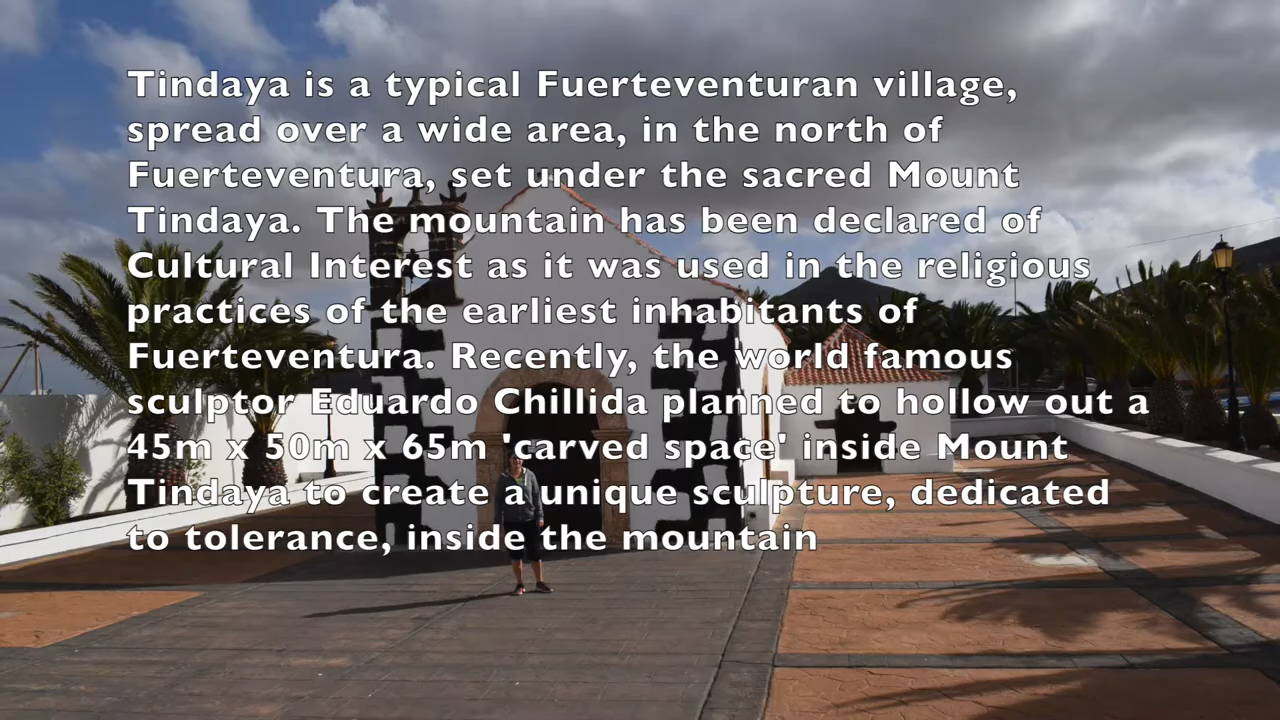 Tindaya is a typical Fuerteventuran village,
spread over a wide area, in the north of
Fuerteventura, set under the sacred Mount
Tindaya. The mountain has been declared of
Cultural Interest as it was used in the religious
practices of the earliest inhabitants of
Fuerteventura. Recently, the world famous
sculptor Eduardo Chillida planned to hollow out a
45m x 50m x 65m 'carved space' inside Mount
Tindaya to create a unique sculpture, dedicated
to tolerance, inside the mountain